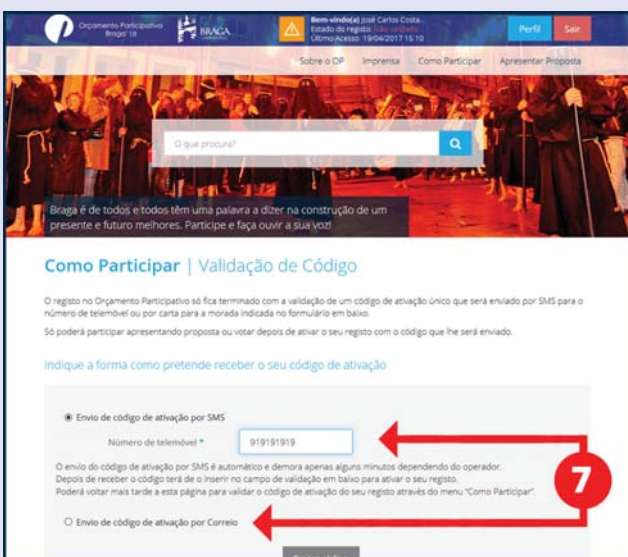 Orçamento Participativo
Braga' 18
BRAGA
Bem-vindo(a) José Carlos Costa...
Estado do registo: Não validado
Último Acesso: 19/04/2017 15:10
Perfil
Sair
Sobre o OP
Imprensa
Como Participar
Apresentar Proposta
O que procura?
Braga é de todos e todos têm uma palavra a dizer na construção de um
presente e futuro melhores. Participe e faça ouvir a sua voz!
Como Participar | Validação de Código
O registo no Orçamento Participativo só fica terminado com a validação de um código de ativação único que será enviado por SMS para o
número de telemóvel ou por carta para a morada indicada no formulário em baixo.
Só poderá participar apresentando proposta ou votar depois de ativar o seu registo com o código que lhe será enviado.
Indique a forma como pretende receber o seu código de ativação
Envio de código de ativação por SMS
Número de telemóvel *
919191919
O envio do código de ativação por SMS é automático e demora apenas alguns minutos dependendo do operador.
Depois de receber o código terá de o inserir no campo de validação em baixo para ativar o seu registo.
Poderá voltar mais tarde a esta página para validar o código de ativação do seu registo através do menu "Como Participar".
7
Envio de código de ativação por Correio